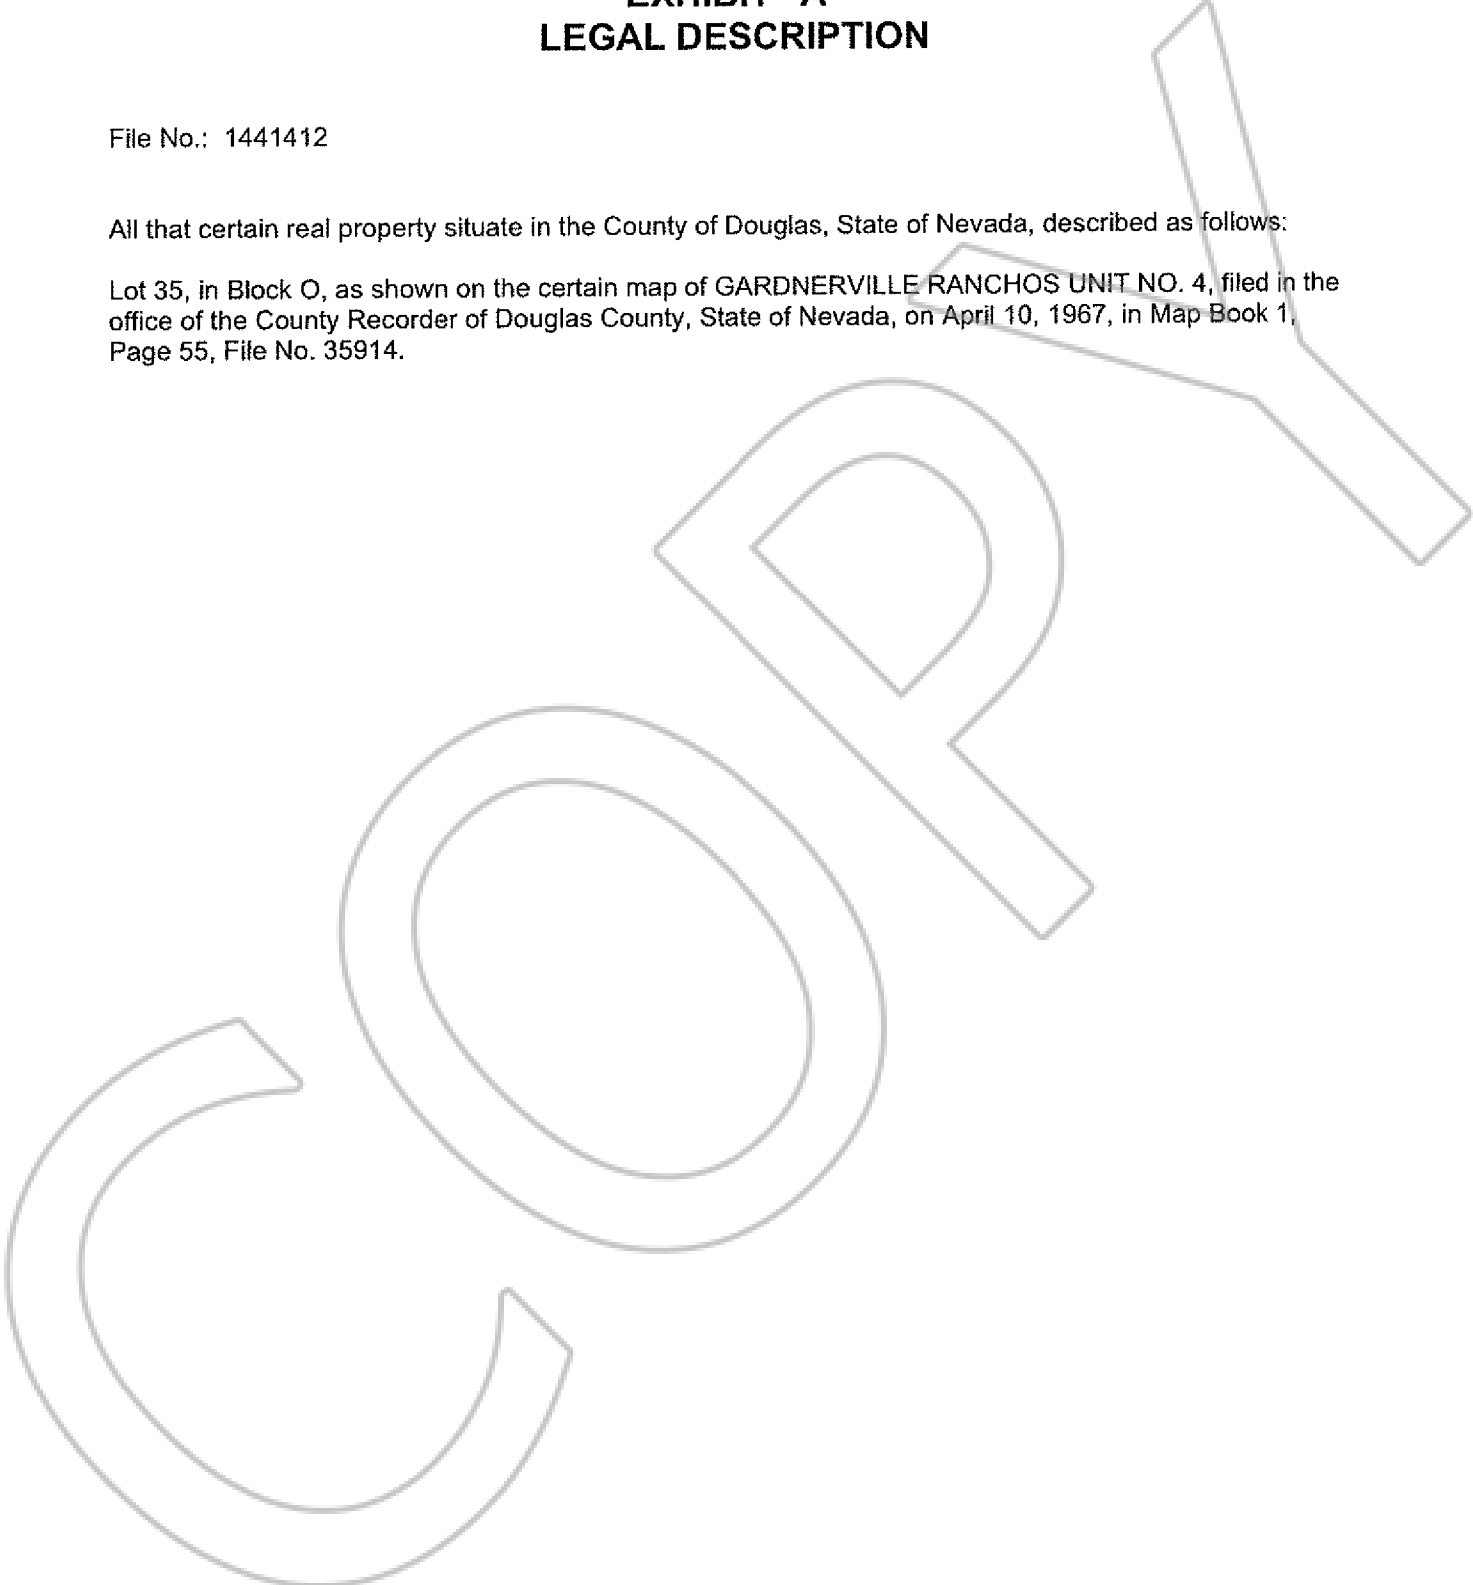 EXHIBIT "A"
LEGAL DESCRIPTION
File No.: 1441412
All that certain real property situate in the County of Douglas, State of Nevada, described as follows:
Lot 35, in Block O, as shown on the certain map of GARDNERVILLE RANCHOS UNIT NO. 4, filed in the
office of the County Recorder of Douglas County, State of Nevada, on April 10, 1967, in Map Book 1,
Page 55, File No. 35914.
COPY